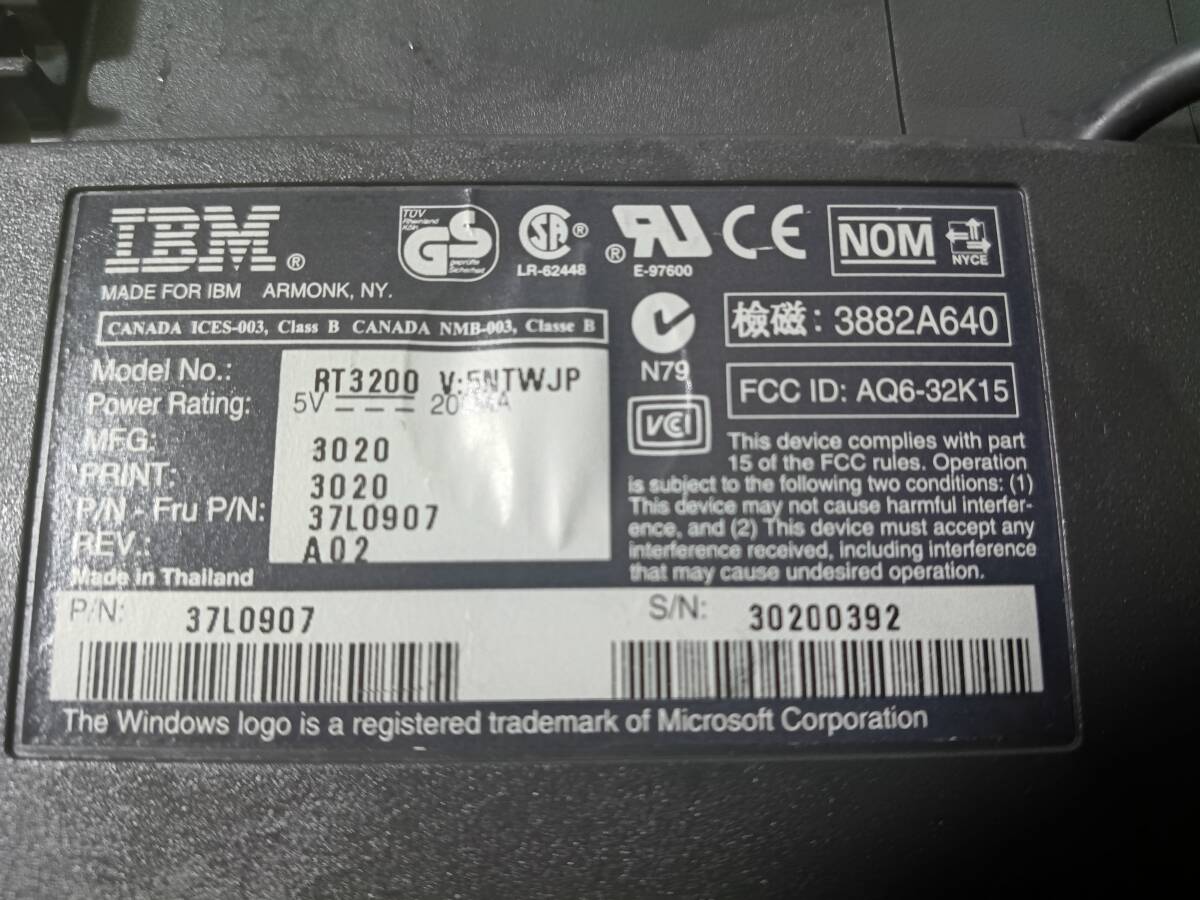 IBM®
TÜV
Rheinland
Köln
GS
geprüfte
Sicherheit
SA®
LR-62448
®
E-97600
CE
NOM
NYCE
MADE FOR IBM ARMONK, NY.
CANADA ICES-003, Class B CANADA NMB-003, Classe B
N79
檢磁: 3882A640
Model No.: RT3200 V:5NTWJP
Power Rating: 5V
FCC ID: AQ6-32K15
VCI
MFG: 3020
PRINT: 3020
P/N - Fru P/N: 37L0907
REV.: A02
Made in Thailand
This device complies with part
15 of the FCC rules. Operation
is subject to the following two conditions: (1)
This device may not cause harmful interfer-
ence, and (2) This device must accept any
interference received, including interference
that may cause undesired operation.
P/N: 37L0907
S/N: 30200392
The Windows logo is a registered trademark of Microsoft Corporation